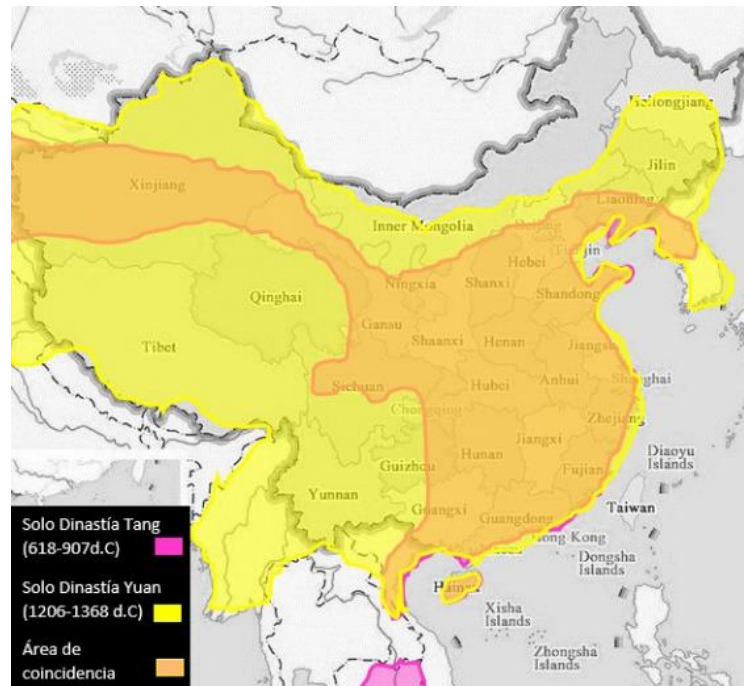 Heilongjiang
Jilin
Liaoning
Xinjiang
Inner Mongolia
Beijing
Tianjin
Hebei
Ningxia
Shanxi
Shandong
Qinghai
Gansu
Shaanxi
Henan
Jiangsu
Tibet
Sichuan
Hubei
Anhui
Shanghai
Chongqing
Zhejiang
Hunan
Jiangxi
Guizhou
Fujian
Diaoyu
Islands
Yunnan
Guangxi
Guangdong
Taiwan
Hong Kong
Dongsha
Islands
Hainan
Xisha
Islands
Zhongsha
Islands
Solo Dinastía Tang
(618-907d.C)
Solo Dinastía Yuan
(1206-1368 d.C)
Área de
coincidencia